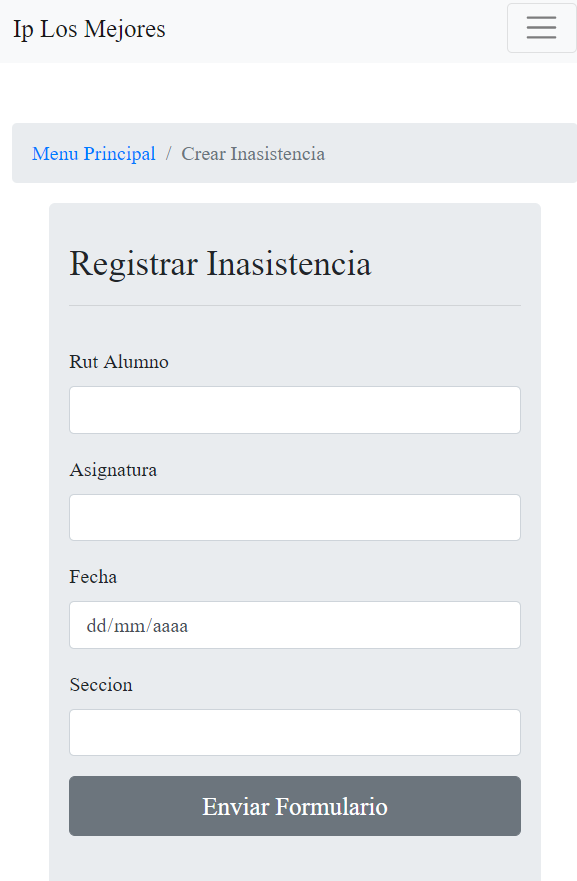 Ip Los Mejores
Menu Principal / Crear Inasistencia
Registrar Inasistencia
Rut Alumno
Asignatura
Fecha
dd/mm/aaaa
Seccion
Enviar Formulario